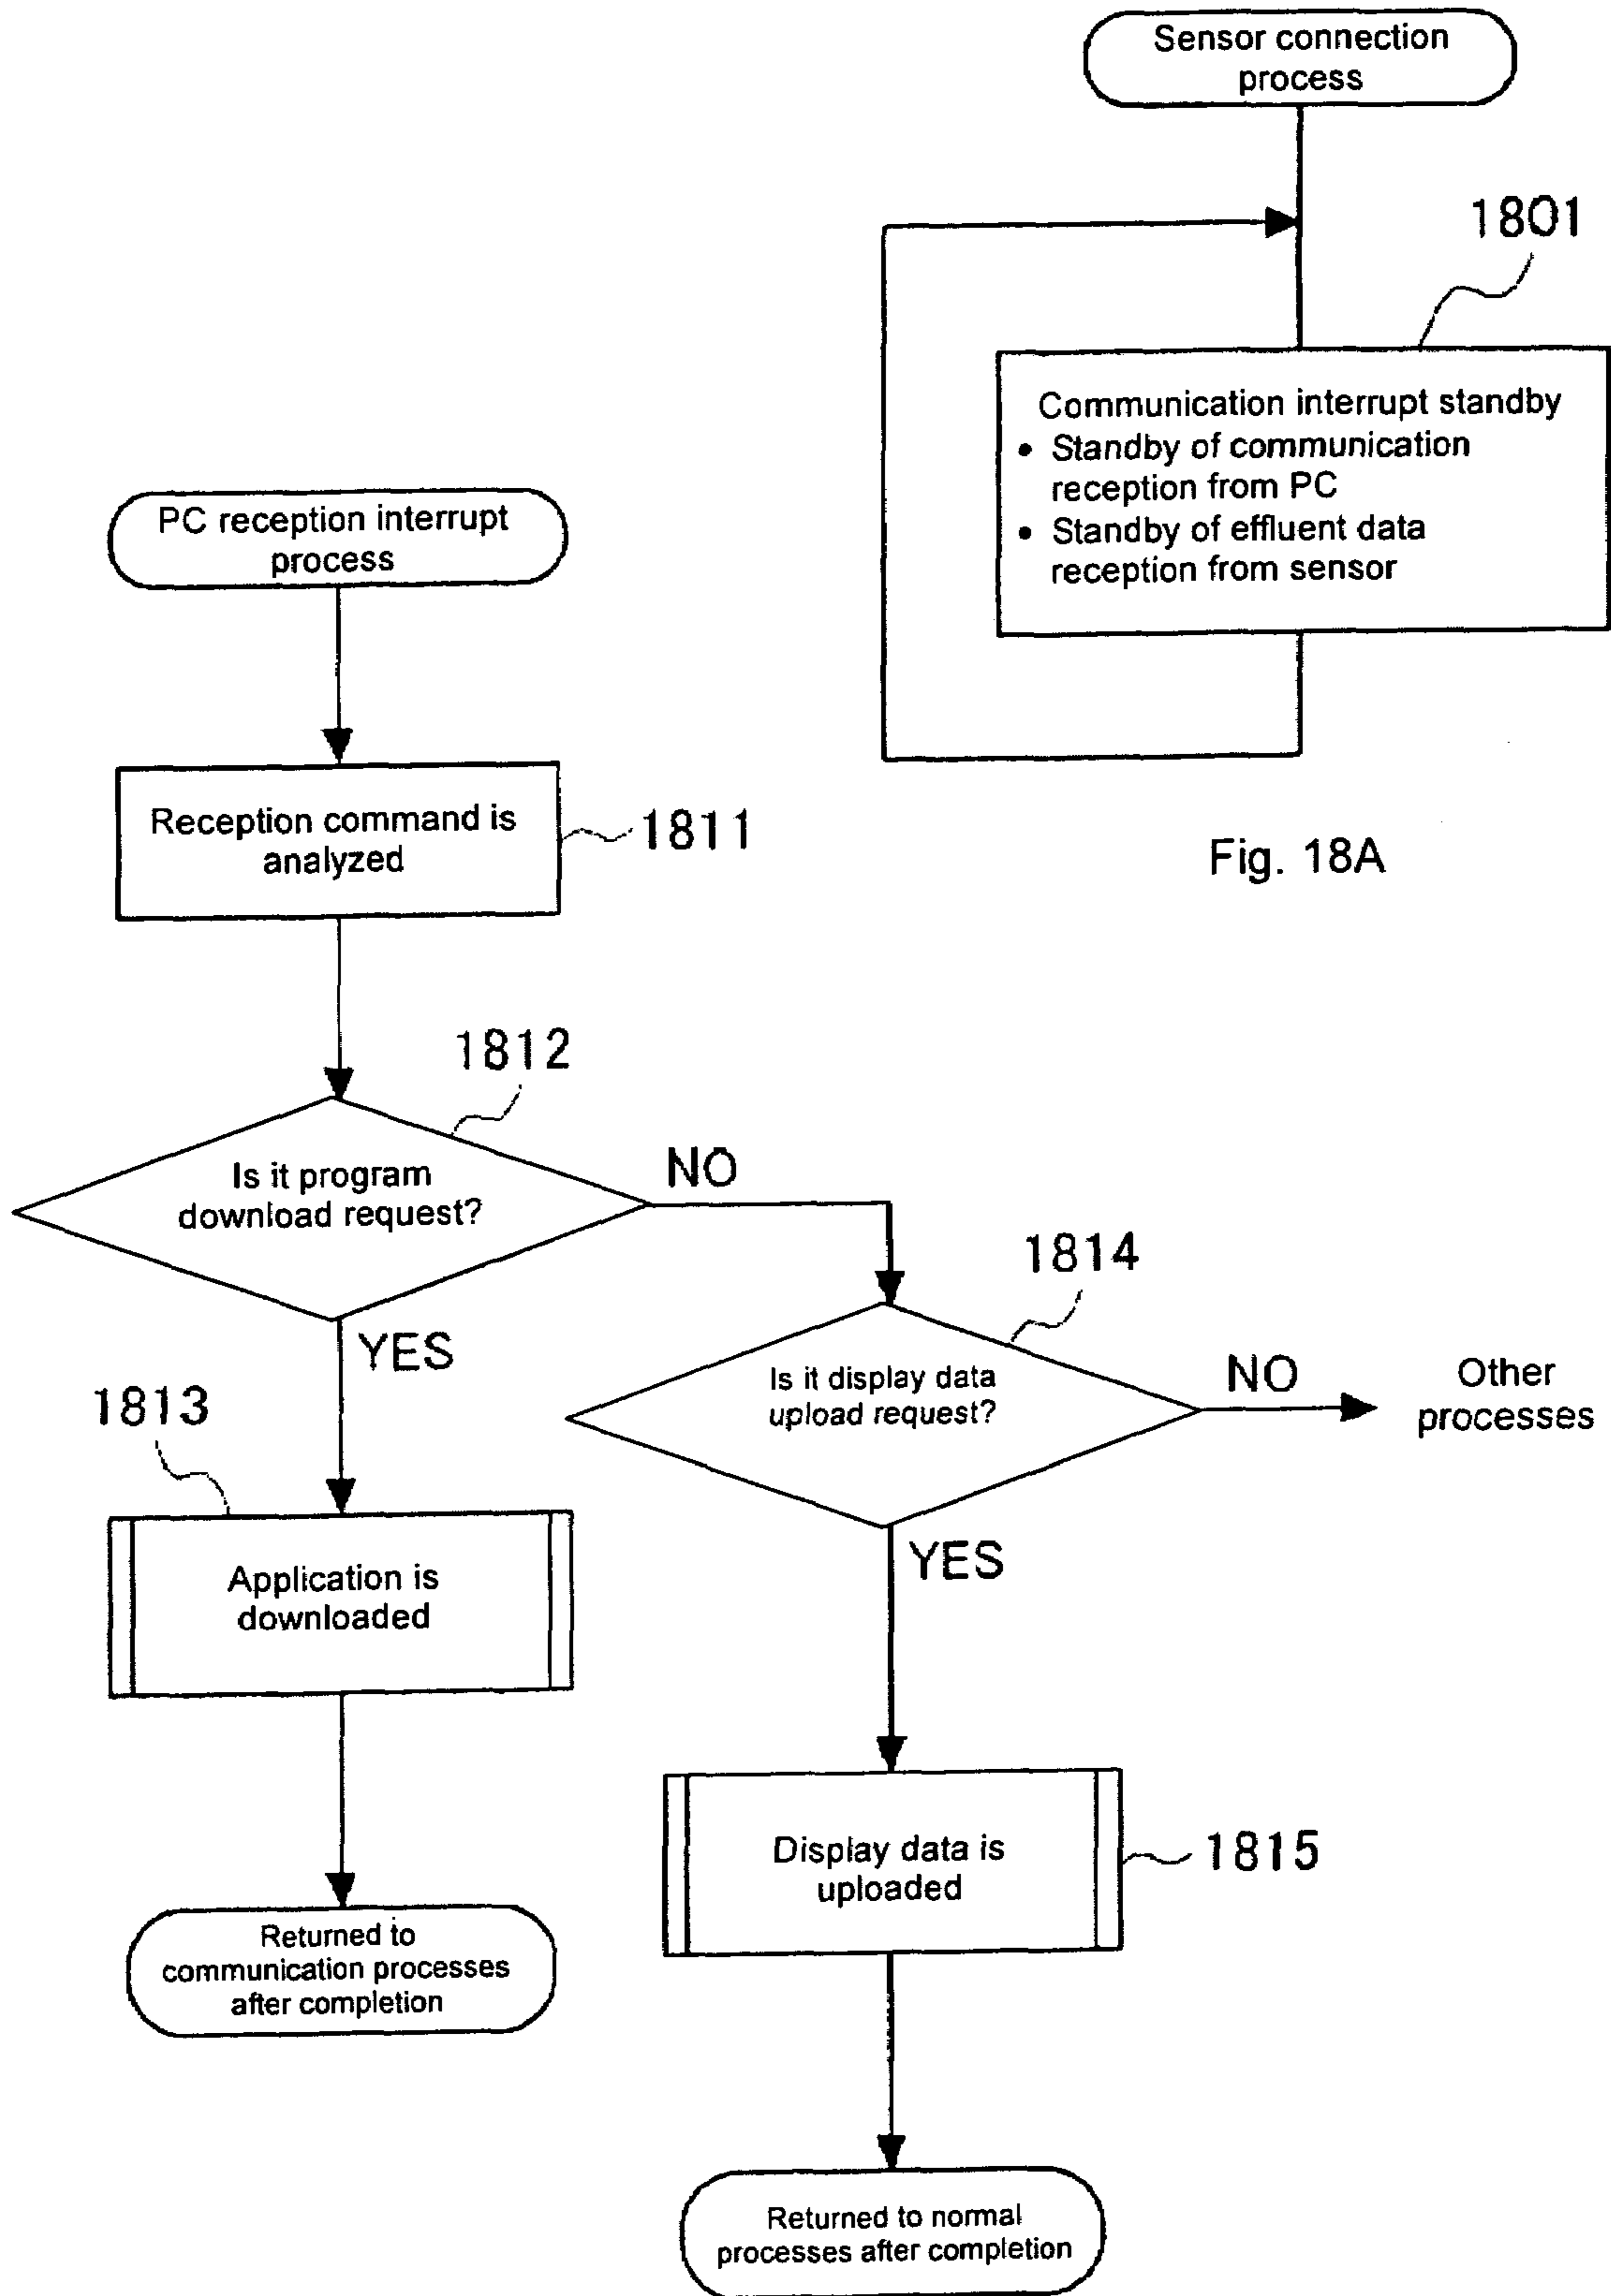 Sensor connection
process
1801
Communication interrupt standby
• Standby of communication
reception from PC
• Standby of effluent data
reception from sensor
Fig. 18A
PC reception interrupt
process
Reception command is
analyzed
1811
1812
Is it program
download request?
NO
YES
1814
Is it display data
upload request?
NO
Other
processes
YES
1813
Application is
downloaded
Returned to
communication processes
after completion
Display data is
uploaded
1815
Returned to normal
processes after completion